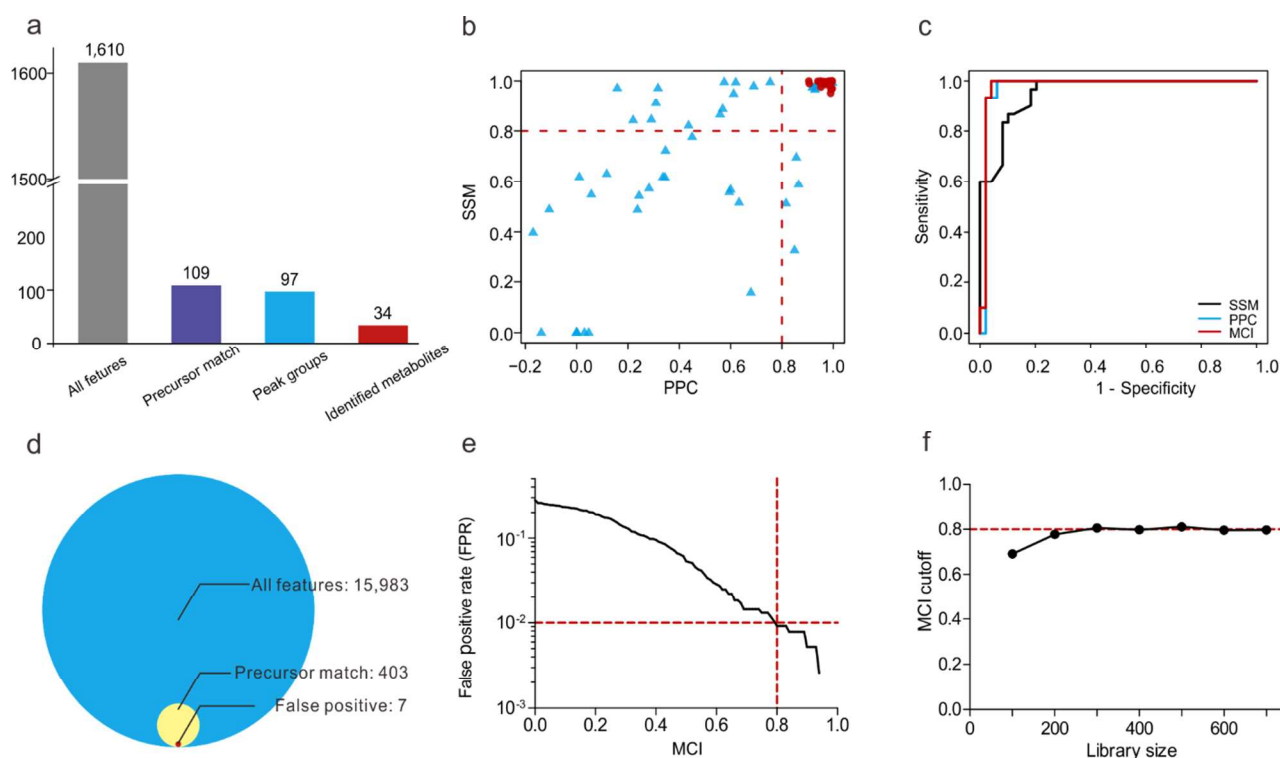 a
1,610
1600
1500
200
109
97
100
34
0
All fetures
Precursor match
Peak groups
Identified metabolites
b
1.0
0.8
SSM
0.6
0.4
0.2
0.0
−0.2 0.0 0.2 0.4 0.6 0.8 1.0
PPC
c
1.0
0.8
Sensitivity
0.6
0.4
0.2
0.0
SSM
PPC
MCI
0.0 0.2 0.4 0.6 0.8 1.0
1 - Specificity
d
All features: 15,983
Precursor match: 403
False positive: 7
e
False positive rate (FPR)
10-1
10-2
10-3
0.0 0.2 0.4 0.6 0.8 1.0
MCI
f
1.0
0.8
MCI cutoff
0.6
0.4
0.2
0.0
0 200 400 600
Library size